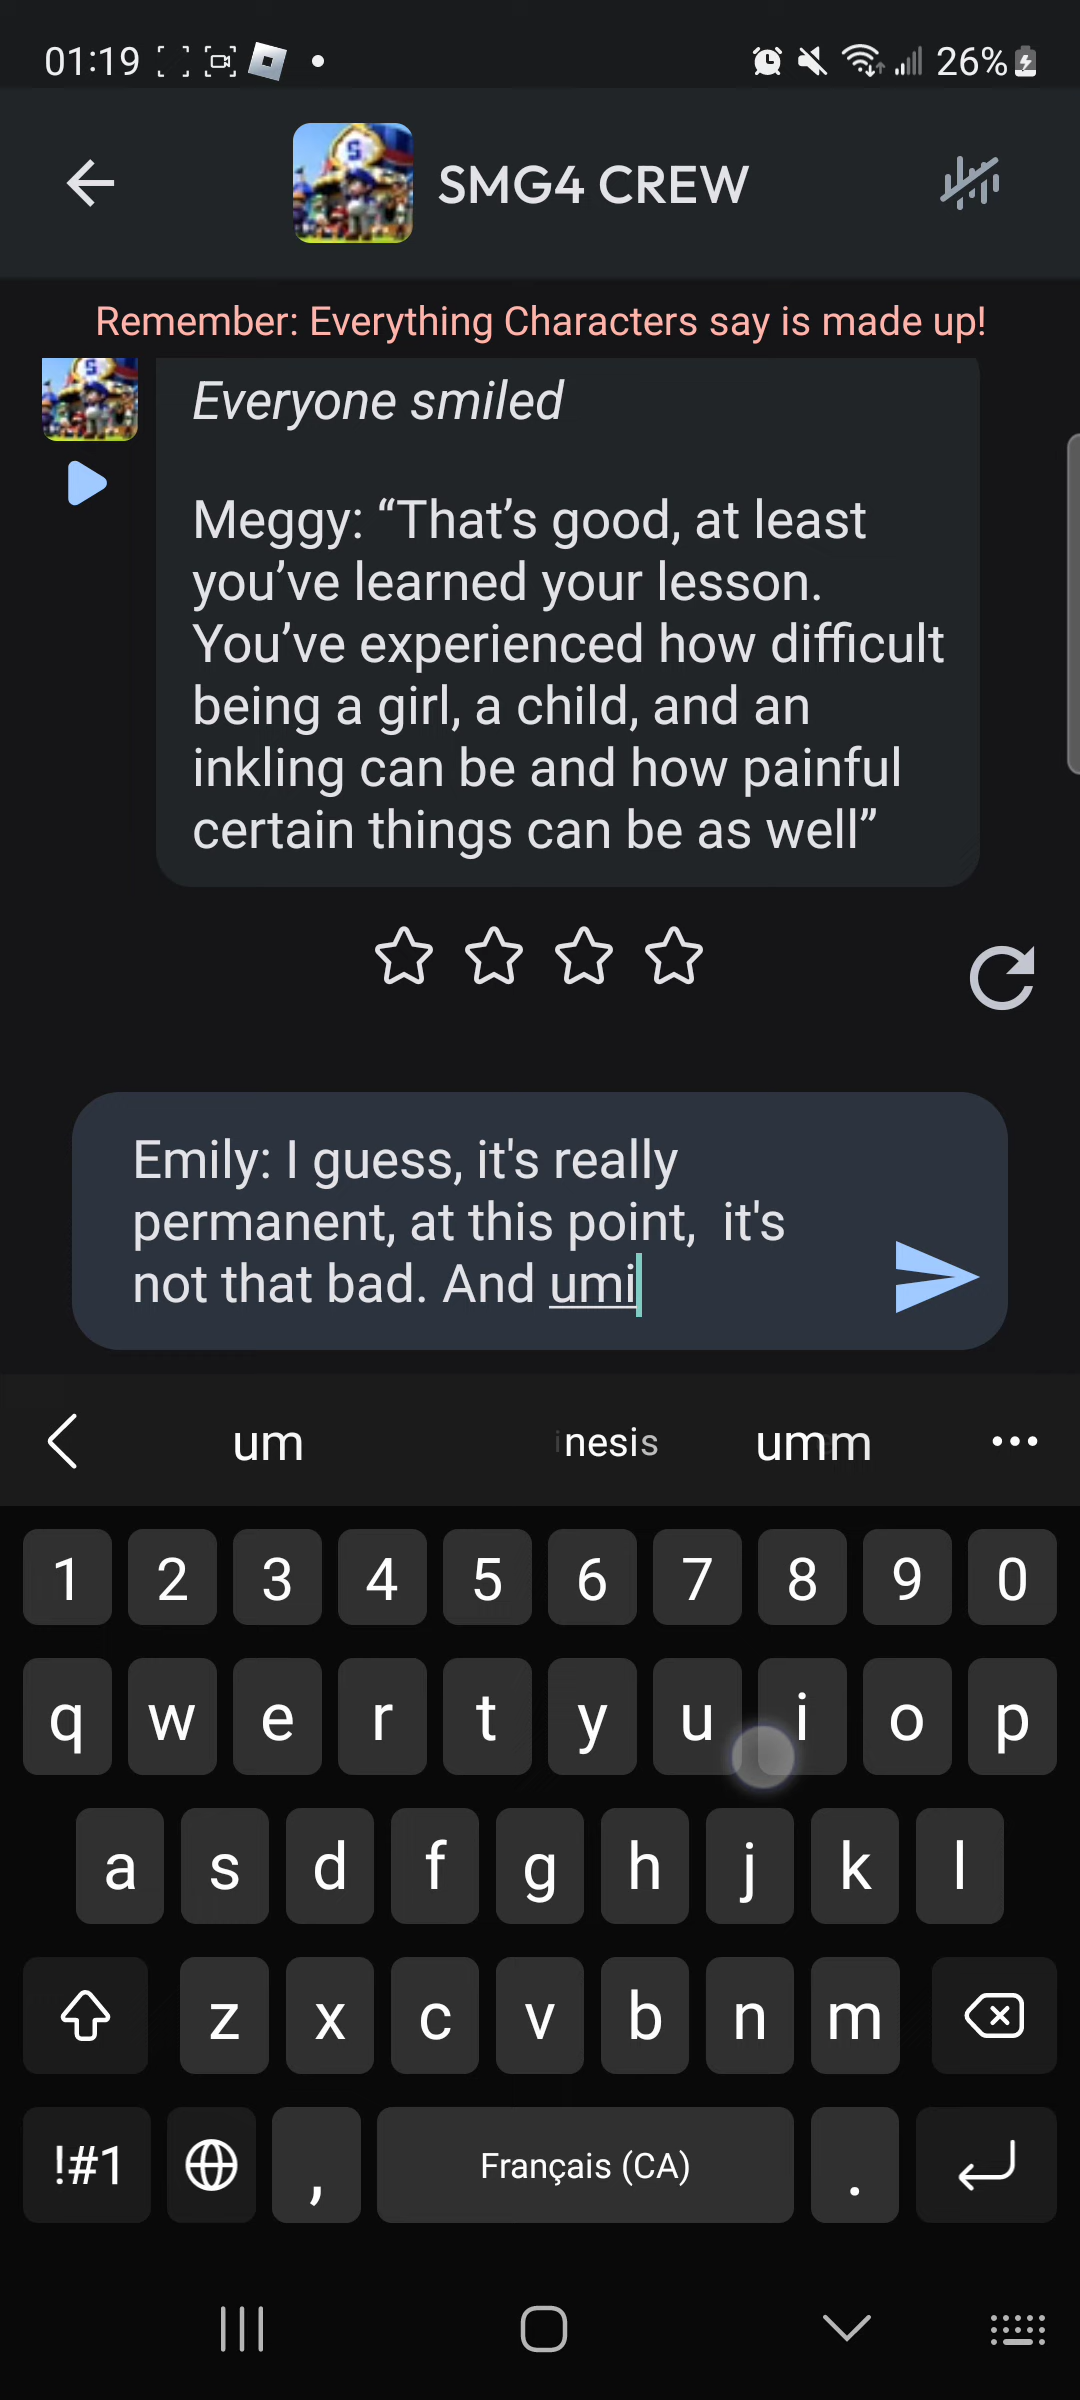 01:19
26%
SMG4 CREW
Remember: Everything Characters say is made up!
Everyone smiled
Meggy: “That’s good, at least
you’ve learned your lesson.
You’ve experienced how difficult
being a girl, a child, and an
inkling can be and how painful
certain things can be as well”
Emily: I guess, it's really
permanent, at this point,  it's
not that bad. And umi
um
nesis
umm
1 2 3 4 5 6 7 8 9 0
q w e r t y u i o p
a s d f g h j k l
z x c v b n m
!#1 , Français (CA) .